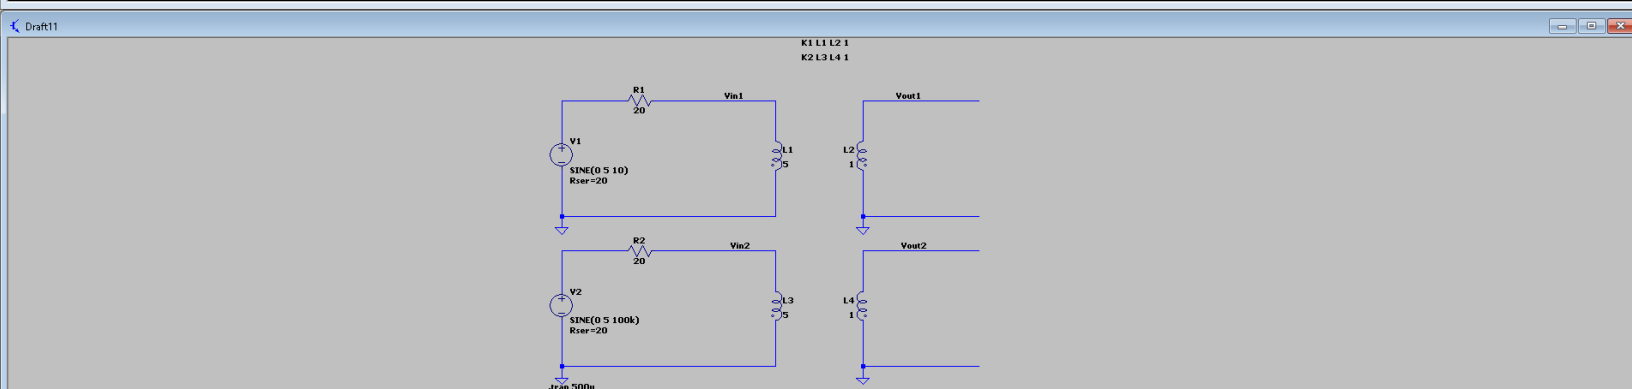 Draft11
K1 L1 L2 1
K2 L3 L4 1
R1
20
Vin1
Vout1
V1
L1
5
L2
1
SINE(0 5 10)
Rser=20
R2
20
Vin2
Vout2
V2
L3
5
L4
1
SINE(0 5 100k)
Rser=20
.tran 500u